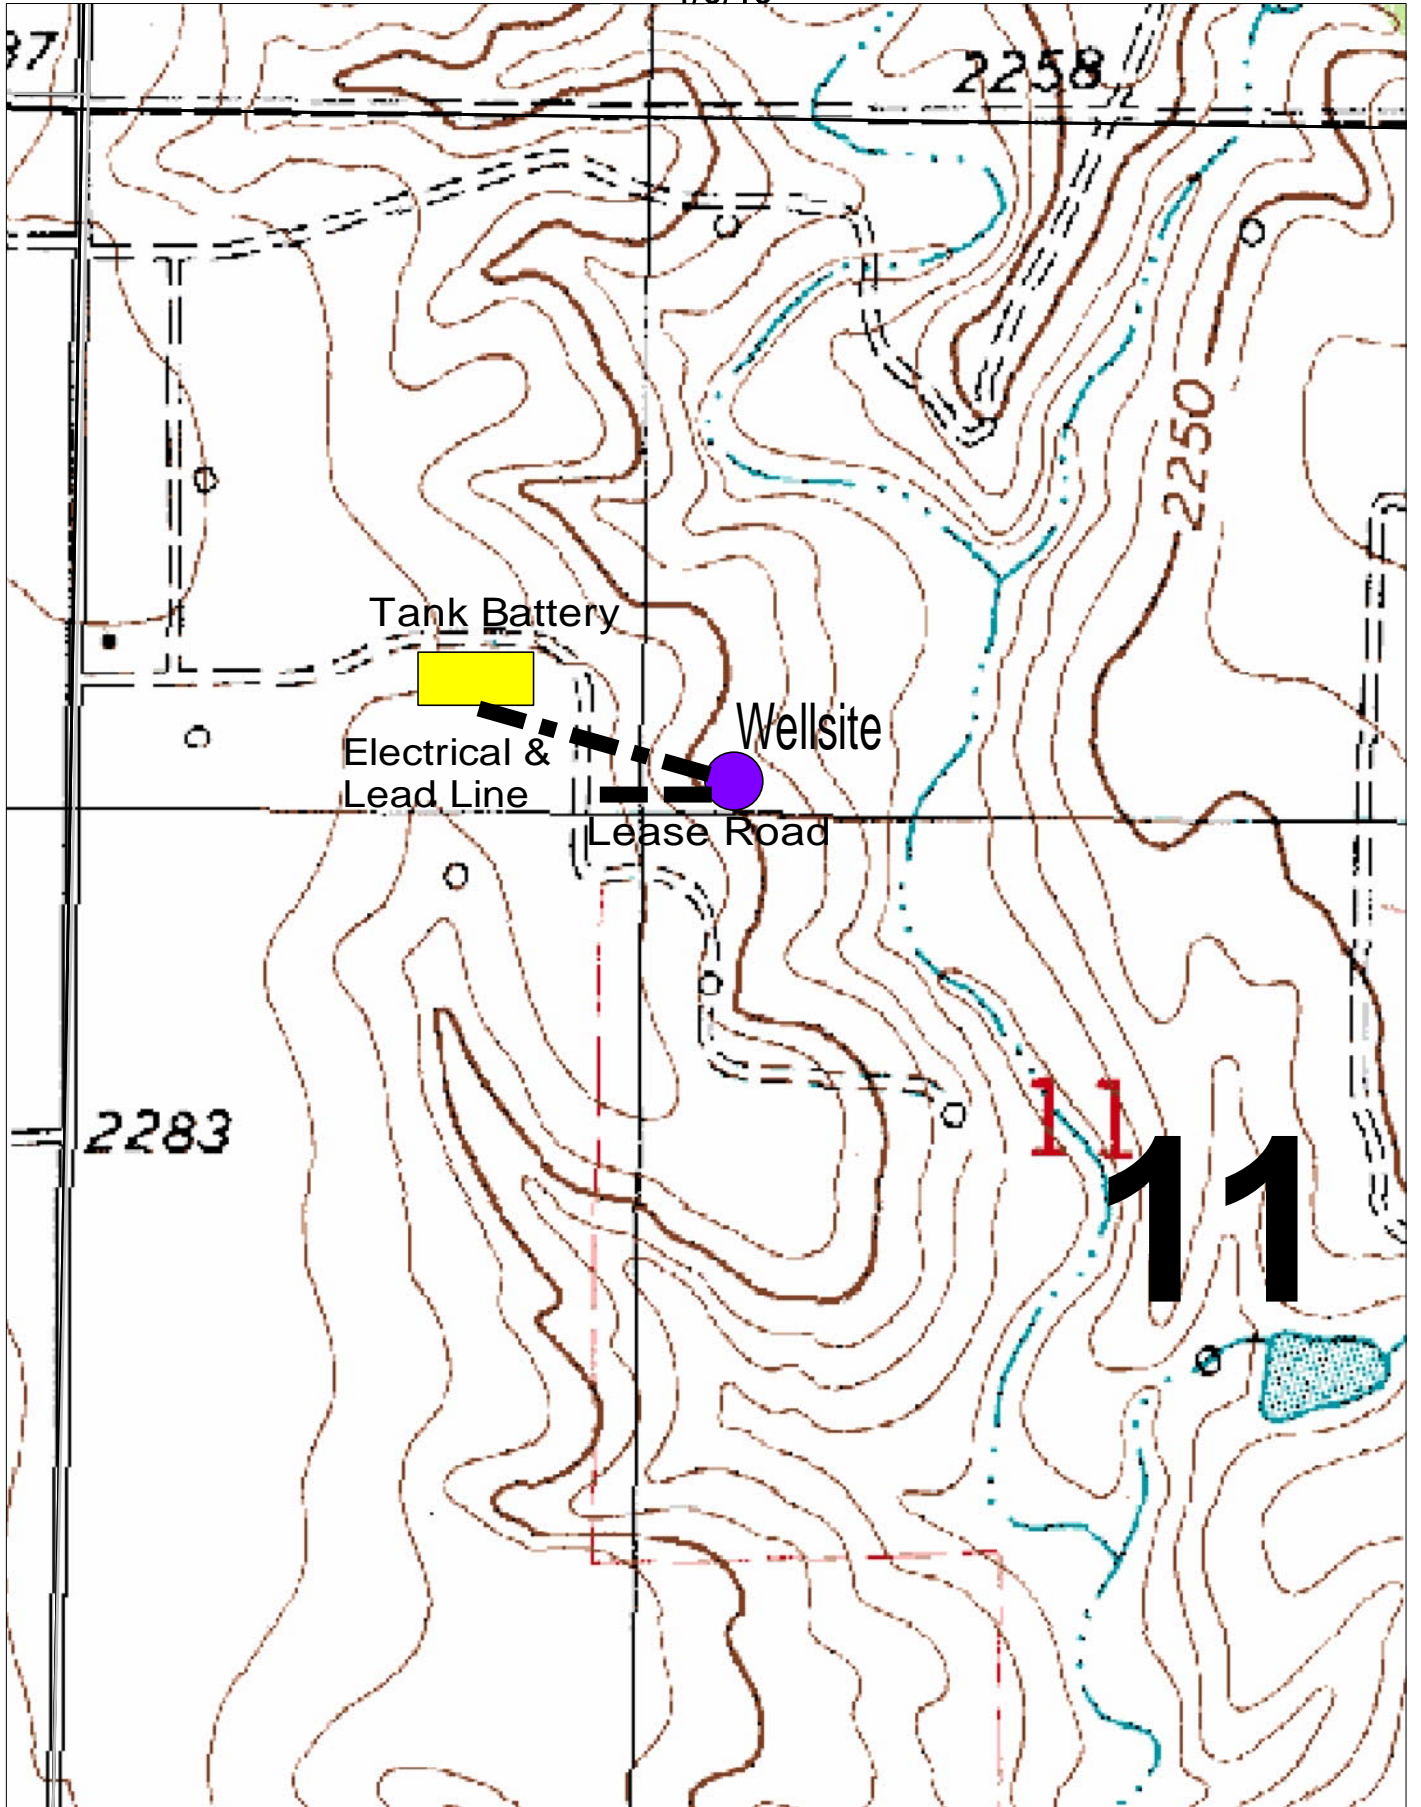 2258
2250
Tank Battery
Wellsite
Electrical &
Lead Line
Lease Road
11
2283
11